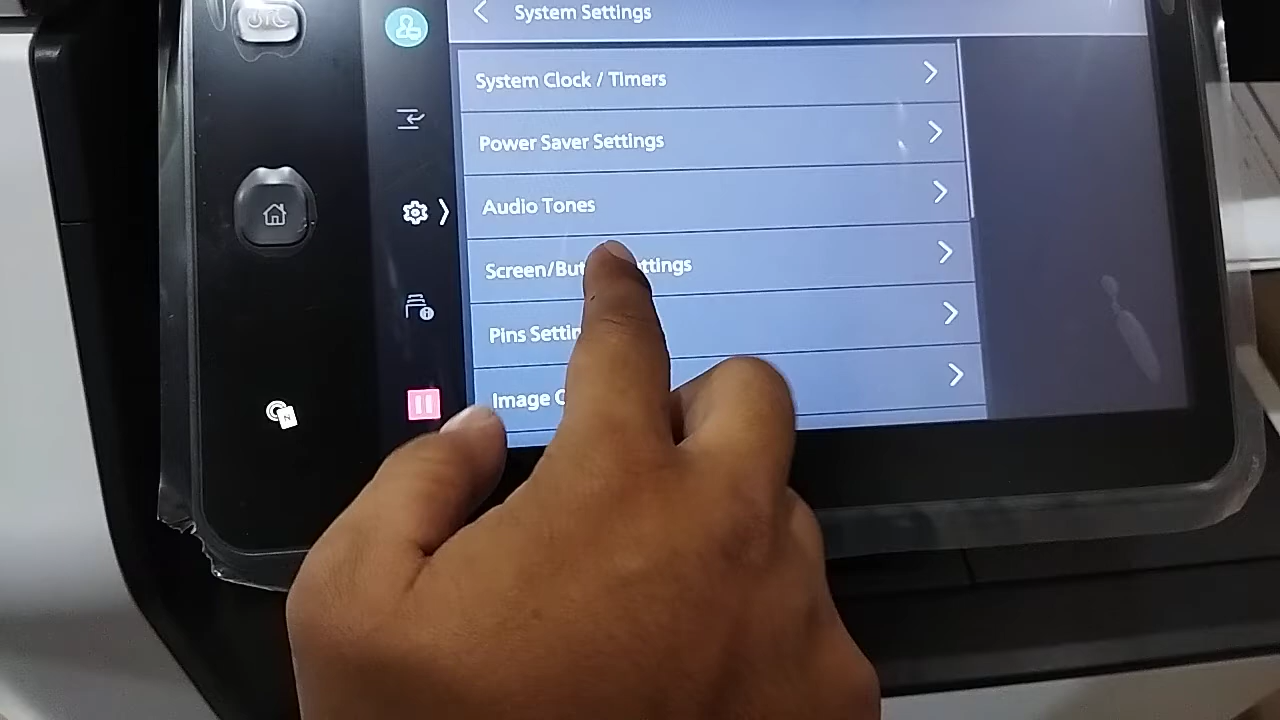 System Settings
System Clock / Timers
Power Saver Settings
Audio Tones
Screen/But ttings
Pins Settin
Image